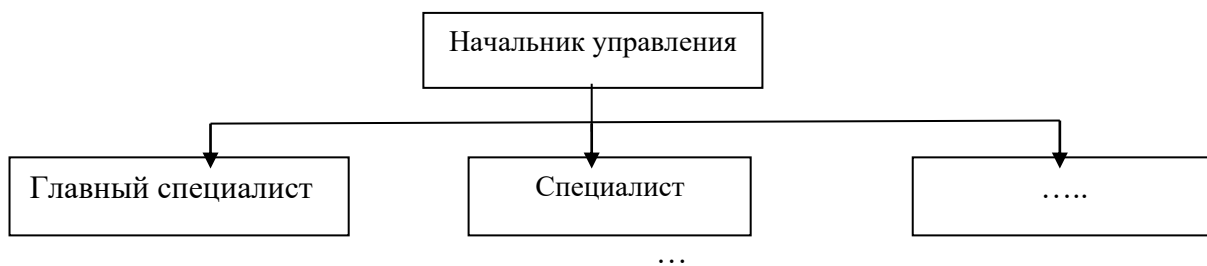 Начальник управления
Главный специалист
Специалист
…..
…